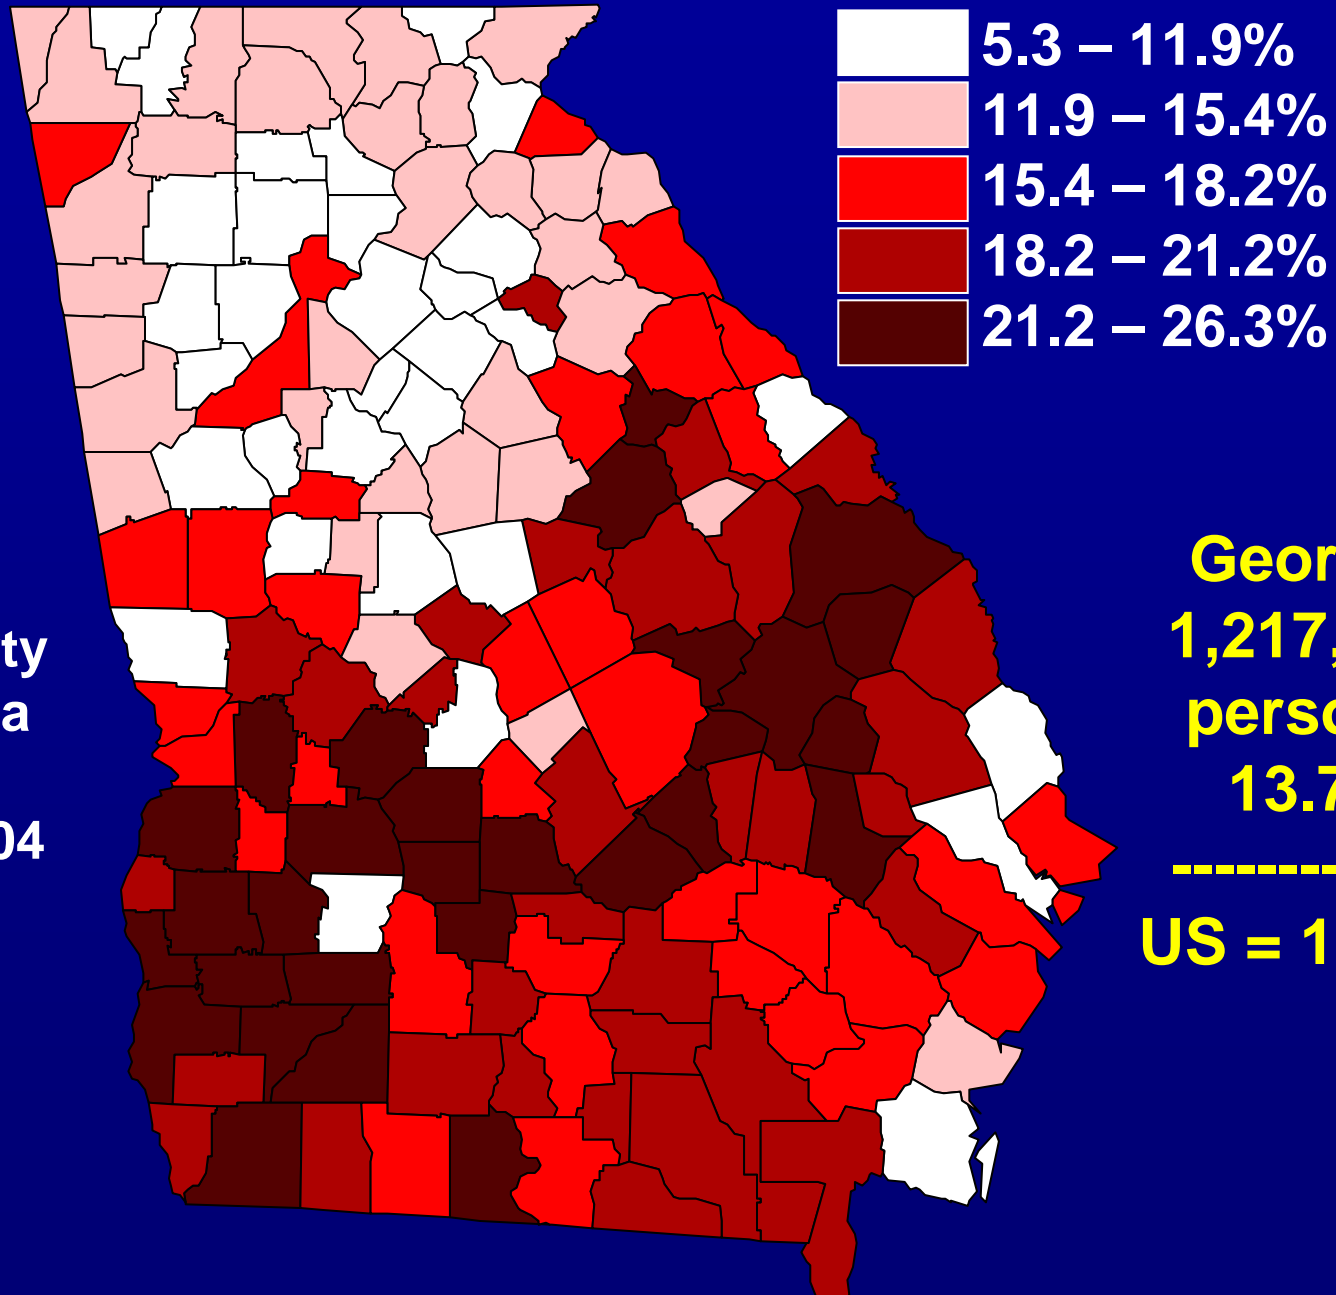 5.3 – 11.9%
11.9 – 15.4%
15.4 – 18.2%
18.2 – 21.2%
21.2 – 26.3%
Geor
1,217,
perso
13.7
US = 1
ty
a
04